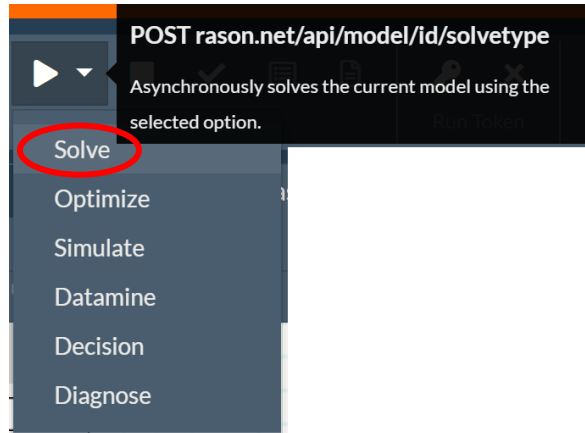 POST rason.net/api/model/id/solvetype
Asynchronously solves the current model using the
selected option.
Run Token
Solve
Optimize
Simulate
Datamine
Decision
Diagnose